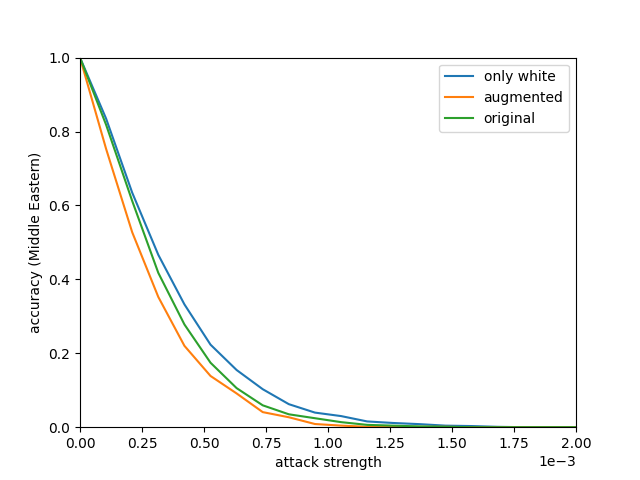 only white
augmented
original
accuracy (Middle Eastern)
1.0
0.8
0.6
0.4
0.2
0.0
0.00 0.25 0.50 0.75 1.00 1.25 1.50 1.75 2.00
1e−3
attack strength